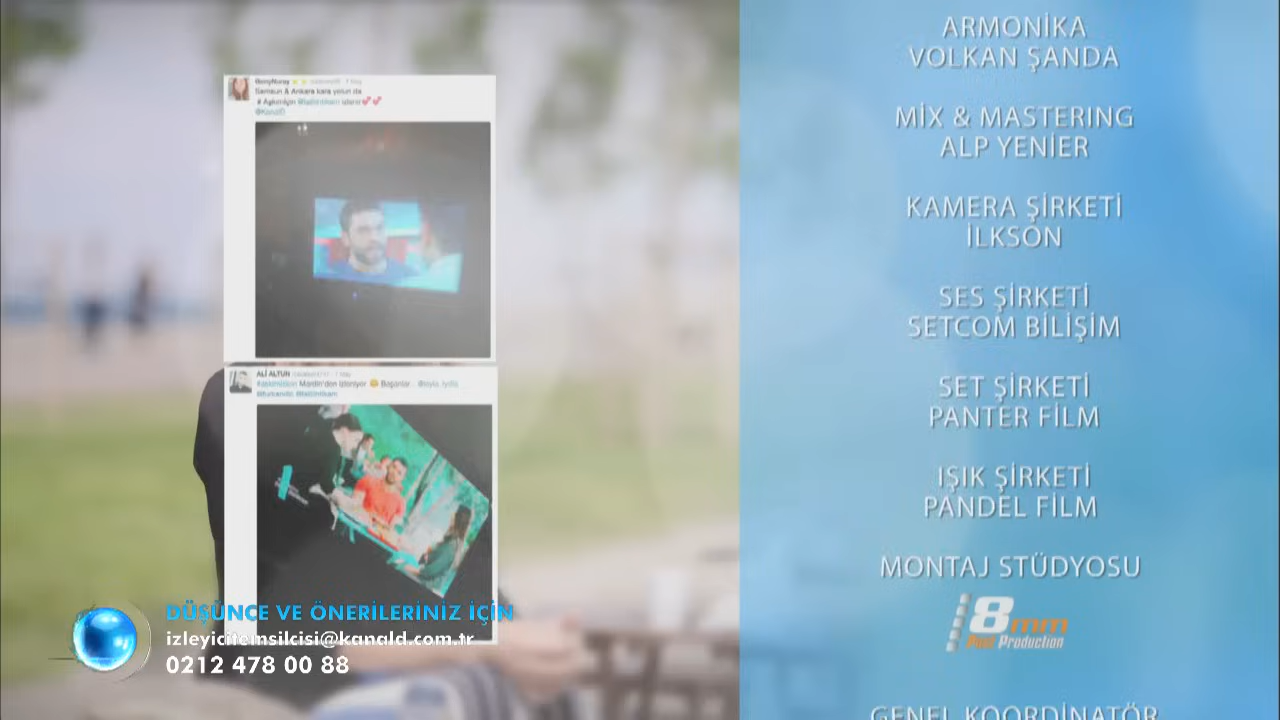 Samsun & Ankara kara yolun da
ALİ ALTUN
Mardin'den izleniyor
DÜŞÜNCE VE ÖNERİLERİNİZ İÇİN
izleyicitemsilcisi@kanald.com.tr
0212 478 00 88
ARMONİKA
VOLKAN ŞANDA
MİX & MASTERING
ALP YENİER
KAMERA ŞİRKETİ
İLKSON
SES ŞİRKETİ
SETCOM BİLİŞİM
SET ŞİRKETİ
PANTER FİLM
IŞIK ŞİRKETİ
PANDEL FİLM
MONTAJ STÜDYOSU
8mm
Post Production
GENEL KOORDİNATÖR